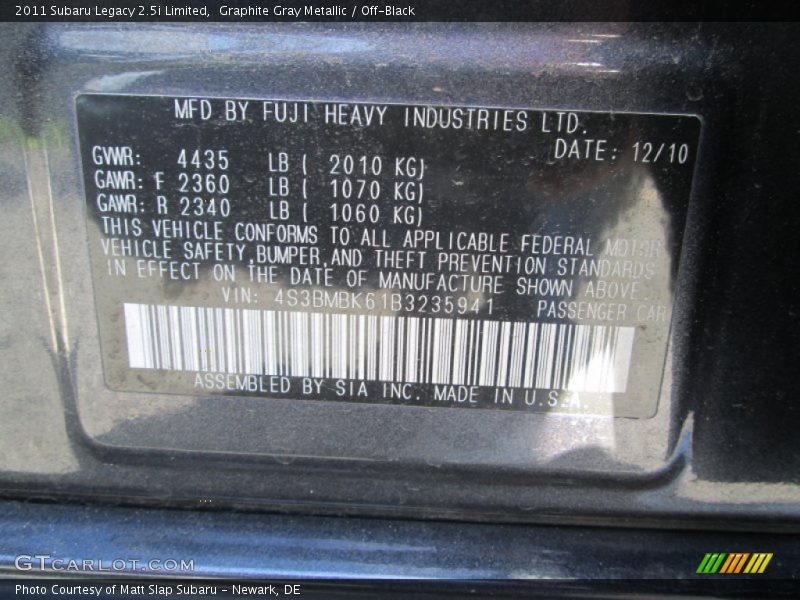 2011 Subaru Legacy 2.5i Limited,  Graphite Gray Metallic / Off-Black
MFD BY FUJI HEAVY INDUSTRIES LTD.
DATE: 12/10
GVWR: 4435 LB ( 2010 KG)
GAWR: F 2360 LB ( 1070 KG)
GAWR: R 2340 LB ( 1060 KG)
THIS VEHICLE CONFORMS TO ALL APPLICABLE FEDERAL MOTOR
VEHICLE SAFETY,BUMPER,AND THEFT PREVENTION STANDARDS
IN EFFECT ON THE DATE OF MANUFACTURE SHOWN ABOVE.
VIN: 4S3BMBK61B3235941 PASSENGER CAR
ASSEMBLED BY SIA INC. MADE IN U.S.A.
GTCARLOT.COM
Photo Courtesy of Matt Slap Subaru - Newark, DE